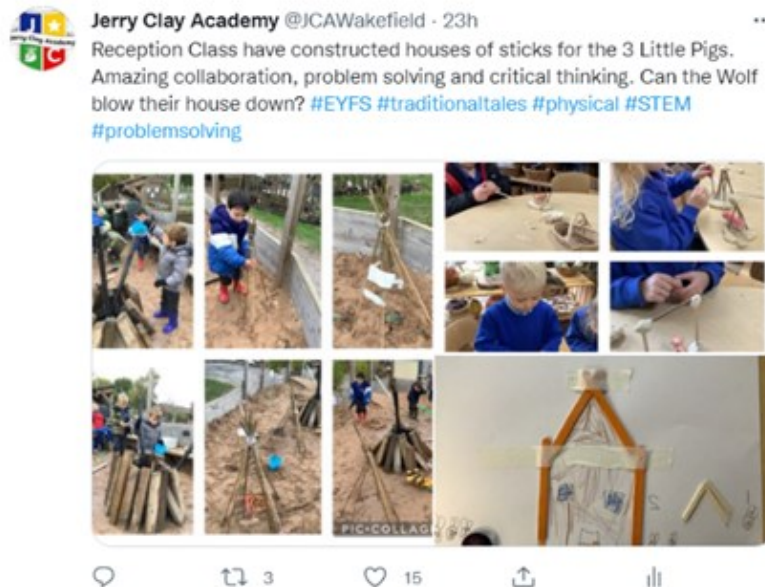 Jerry Clay Academy @JCAWakefield · 23h
Reception Class have constructed houses of sticks for the 3 Little Pigs.
Amazing collaboration, problem solving and critical thinking. Can the Wolf
blow their house down? #EYFS #traditionaltales #physical #STEM
#problemsolving
PIC•COLLAG
3
15